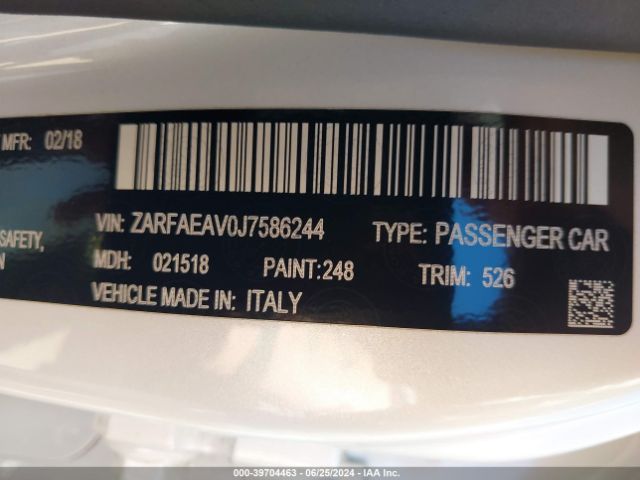 MFR: 02/18
VIN: ZARFAEAV0J7586244 TYPE: PASSENGER CAR
SAFETY,
MDH: 021518 PAINT:248 TRIM: 526
VEHICLE MADE IN: ITALY
000-39704463 - 06/25/2024 - IAA Inc.